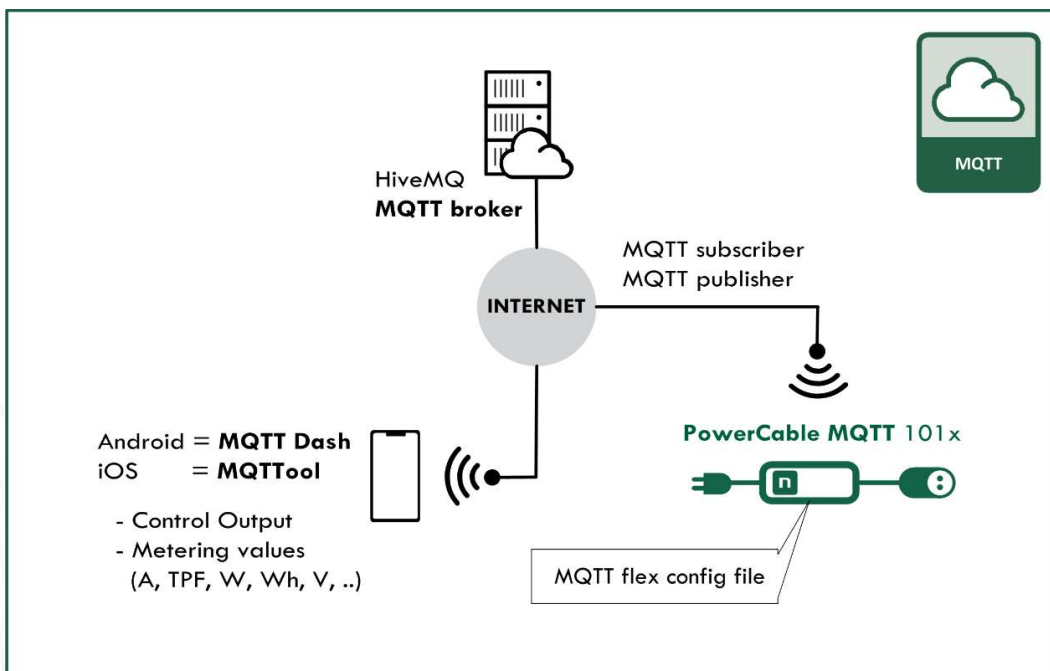 MQTT
HiveMQ
MQTT broker
MQTT subscriber
MQTT publisher
INTERNET
Android = MQTT Dash
iOS = MQTTool
- Control Output
- Metering values
(A, TPF, W, Wh, V, ..)
PowerCable MQTT 101x
n
MQTT flex config file